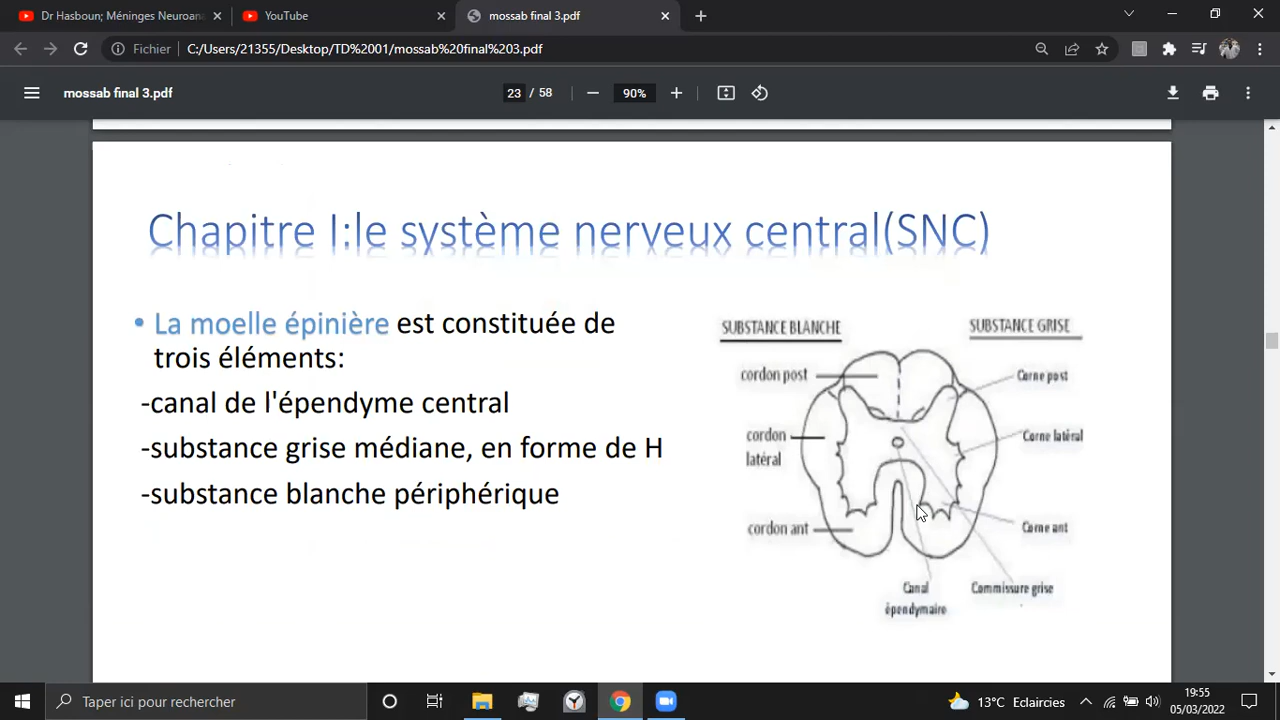 Dr Hasboun; Méninges Neuroana
YouTube
mossab final 3.pdf
Fichier
C:/Users/21355/Desktop/TD%2001/mossab%20final%203.pdf
mossab final 3.pdf
23 / 58
90%
Chapitre I:le système nerveux central(SNC)
• La moelle épinière est constituée de
trois éléments:
-canal de l'épendyme central
-substance grise médiane, en forme de H
-substance blanche périphérique
SUBSTANCE BLANCHE
SUBSTANCE GRISE
cordon post
Corne post
cordon
latéral
Corne latéral
cordon ant
Corne ant
Canal
épendymaire
Commissure grise
Taper ici pour rechercher
13°C Eclaircies
19:55
05/03/2022